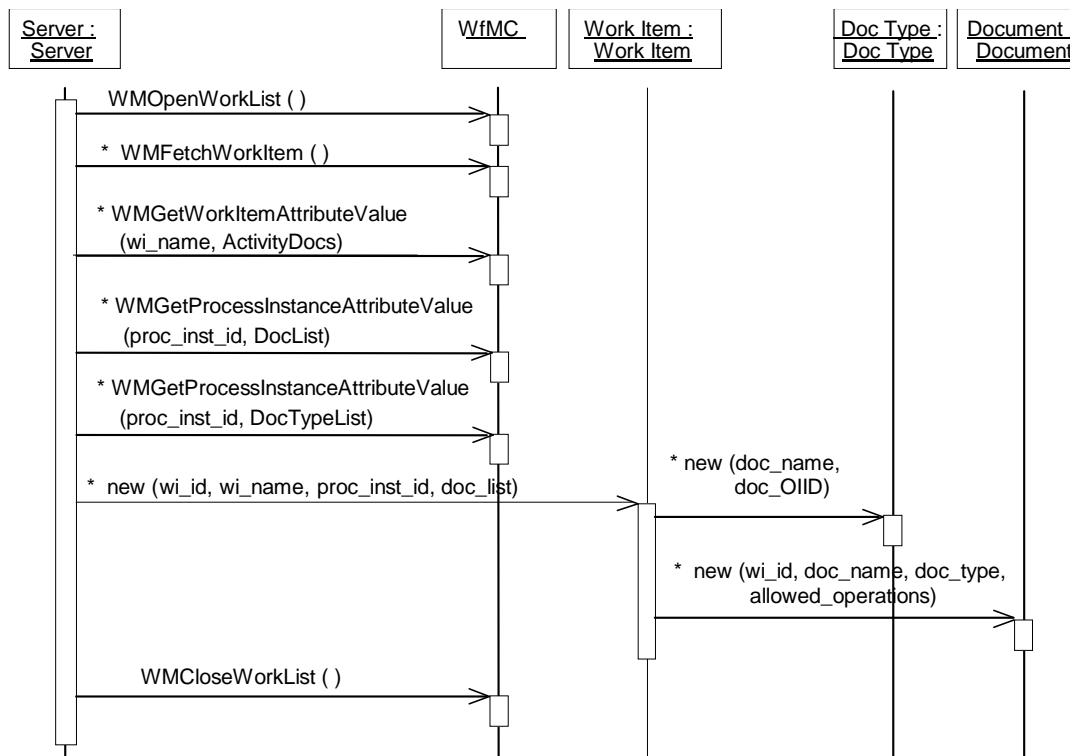 Server :
Server
WfMC
Work Item :
Work Item
Doc Type :
Doc Type
Document
Document
WMOpenWorkList ( )
* WMFetchWorkItem ( )
* WMGetWorkItemAttributeValue
(wi_name, ActivityDocs)
* WMGetProcessInstanceAttributeValue
(proc_inst_id, DocList)
* WMGetProcessInstanceAttributeValue
(proc_inst_id, DocTypeList)
* new (wi_id, wi_name, proc_inst_id, doc_list)
* new (doc_name,
doc_OIID)
* new (wi_id, doc_name, doc_type,
allowed_operations)
WMCloseWorkList ( )